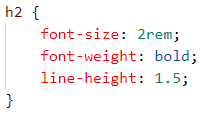 h2 {
    font-size: 2rem;
    font-weight: bold;
    line-height: 1.5;
}